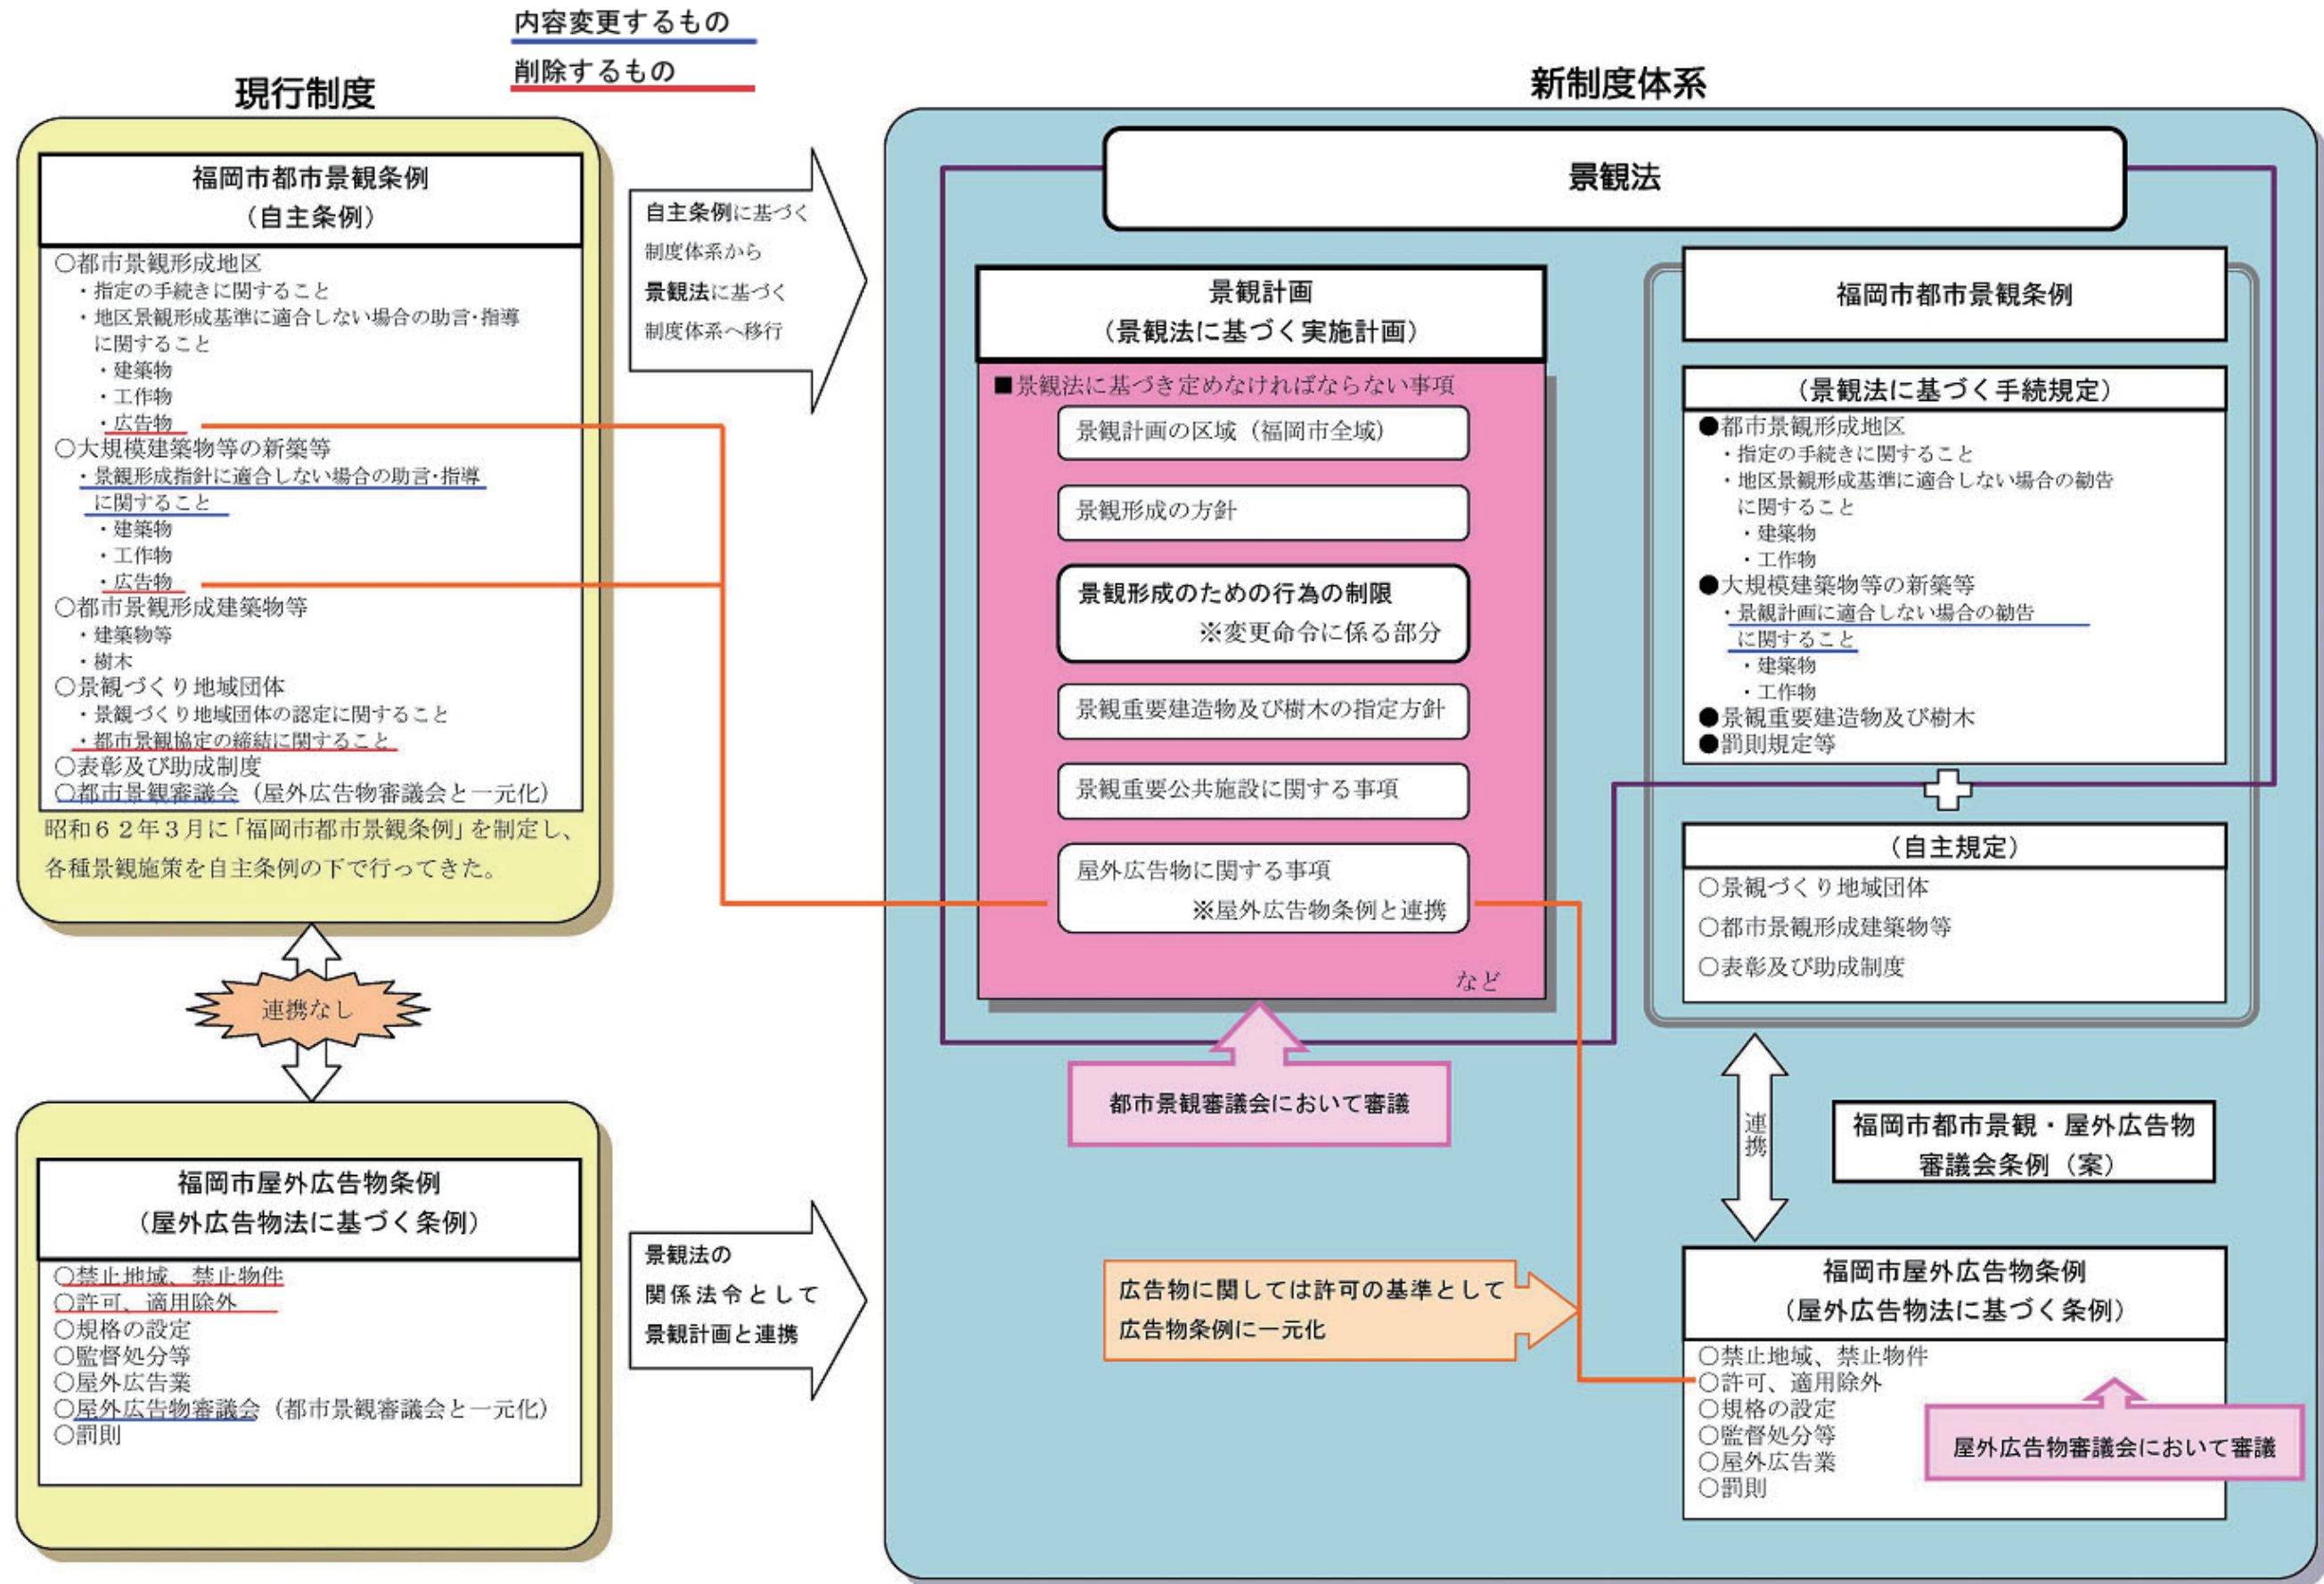 内容変更するもの
削除するもの
現行制度
福岡市都市景観条例
（自主条例）
○都市景観形成地区
・指定の手続きに関すること
・地区景観形成基準に適合しない場合の助言･指導
に関すること
・建築物
・工作物
・広告物
○大規模建築物等の新築等
・景観形成指針に適合しない場合の助言･指導
に関すること
・建築物
・工作物
・広告物
○都市景観形成建築物等
・建築物等
・樹木
○景観づくり地域団体
・景観づくり地域団体の認定に関すること
・都市景観協定の締結に関すること
○表彰及び助成制度
○都市景観審議会（屋外広告物審議会と一元化）
昭和６２年３月に「福岡市都市景観条例」を制定し、
各種景観施策を自主条例の下で行ってきた。
連携なし
福岡市屋外広告物条例
（屋外広告物法に基づく条例）
○禁止地域、禁止物件
○許可、適用除外
○規格の設定
○監督処分等
○屋外広告業
○屋外広告物審議会（都市景観審議会と一元化）
○罰則
自主条例に基づく
制度体系から
景観法に基づく
制度体系へ移行
景観法の
関係法令として
景観計画と連携
新制度体系
景観法
景観計画
（景観法に基づく実施計画）
■景観法に基づき定めなければならない事項
景観計画の区域（福岡市全域）
景観形成の方針
景観形成のための行為の制限
※変更命令に係る部分
景観重要建造物及び樹木の指定方針
景観重要公共施設に関する事項
屋外広告物に関する事項
※屋外広告物条例と連携
など
都市景観審議会において審議
広告物に関しては許可の基準として
広告物条例に一元化
福岡市都市景観条例
（景観法に基づく手続規定）
●都市景観形成地区
・指定の手続きに関すること
・地区景観形成基準に適合しない場合の勧告
に関すること
・建築物
・工作物
●大規模建築物等の新築等
・景観計画に適合しない場合の勧告
に関すること
・建築物
・工作物
●景観重要建造物及び樹木
●罰則規定等
（自主規定）
○景観づくり地域団体
○都市景観形成建築物等
○表彰及び助成制度
連携
福岡市都市景観・屋外広告物
審議会条例（案）
福岡市屋外広告物条例
（屋外広告物法に基づく条例）
○禁止地域、禁止物件
○許可、適用除外
○規格の設定
○監督処分等
○屋外広告業
○罰則
屋外広告物審議会において審議